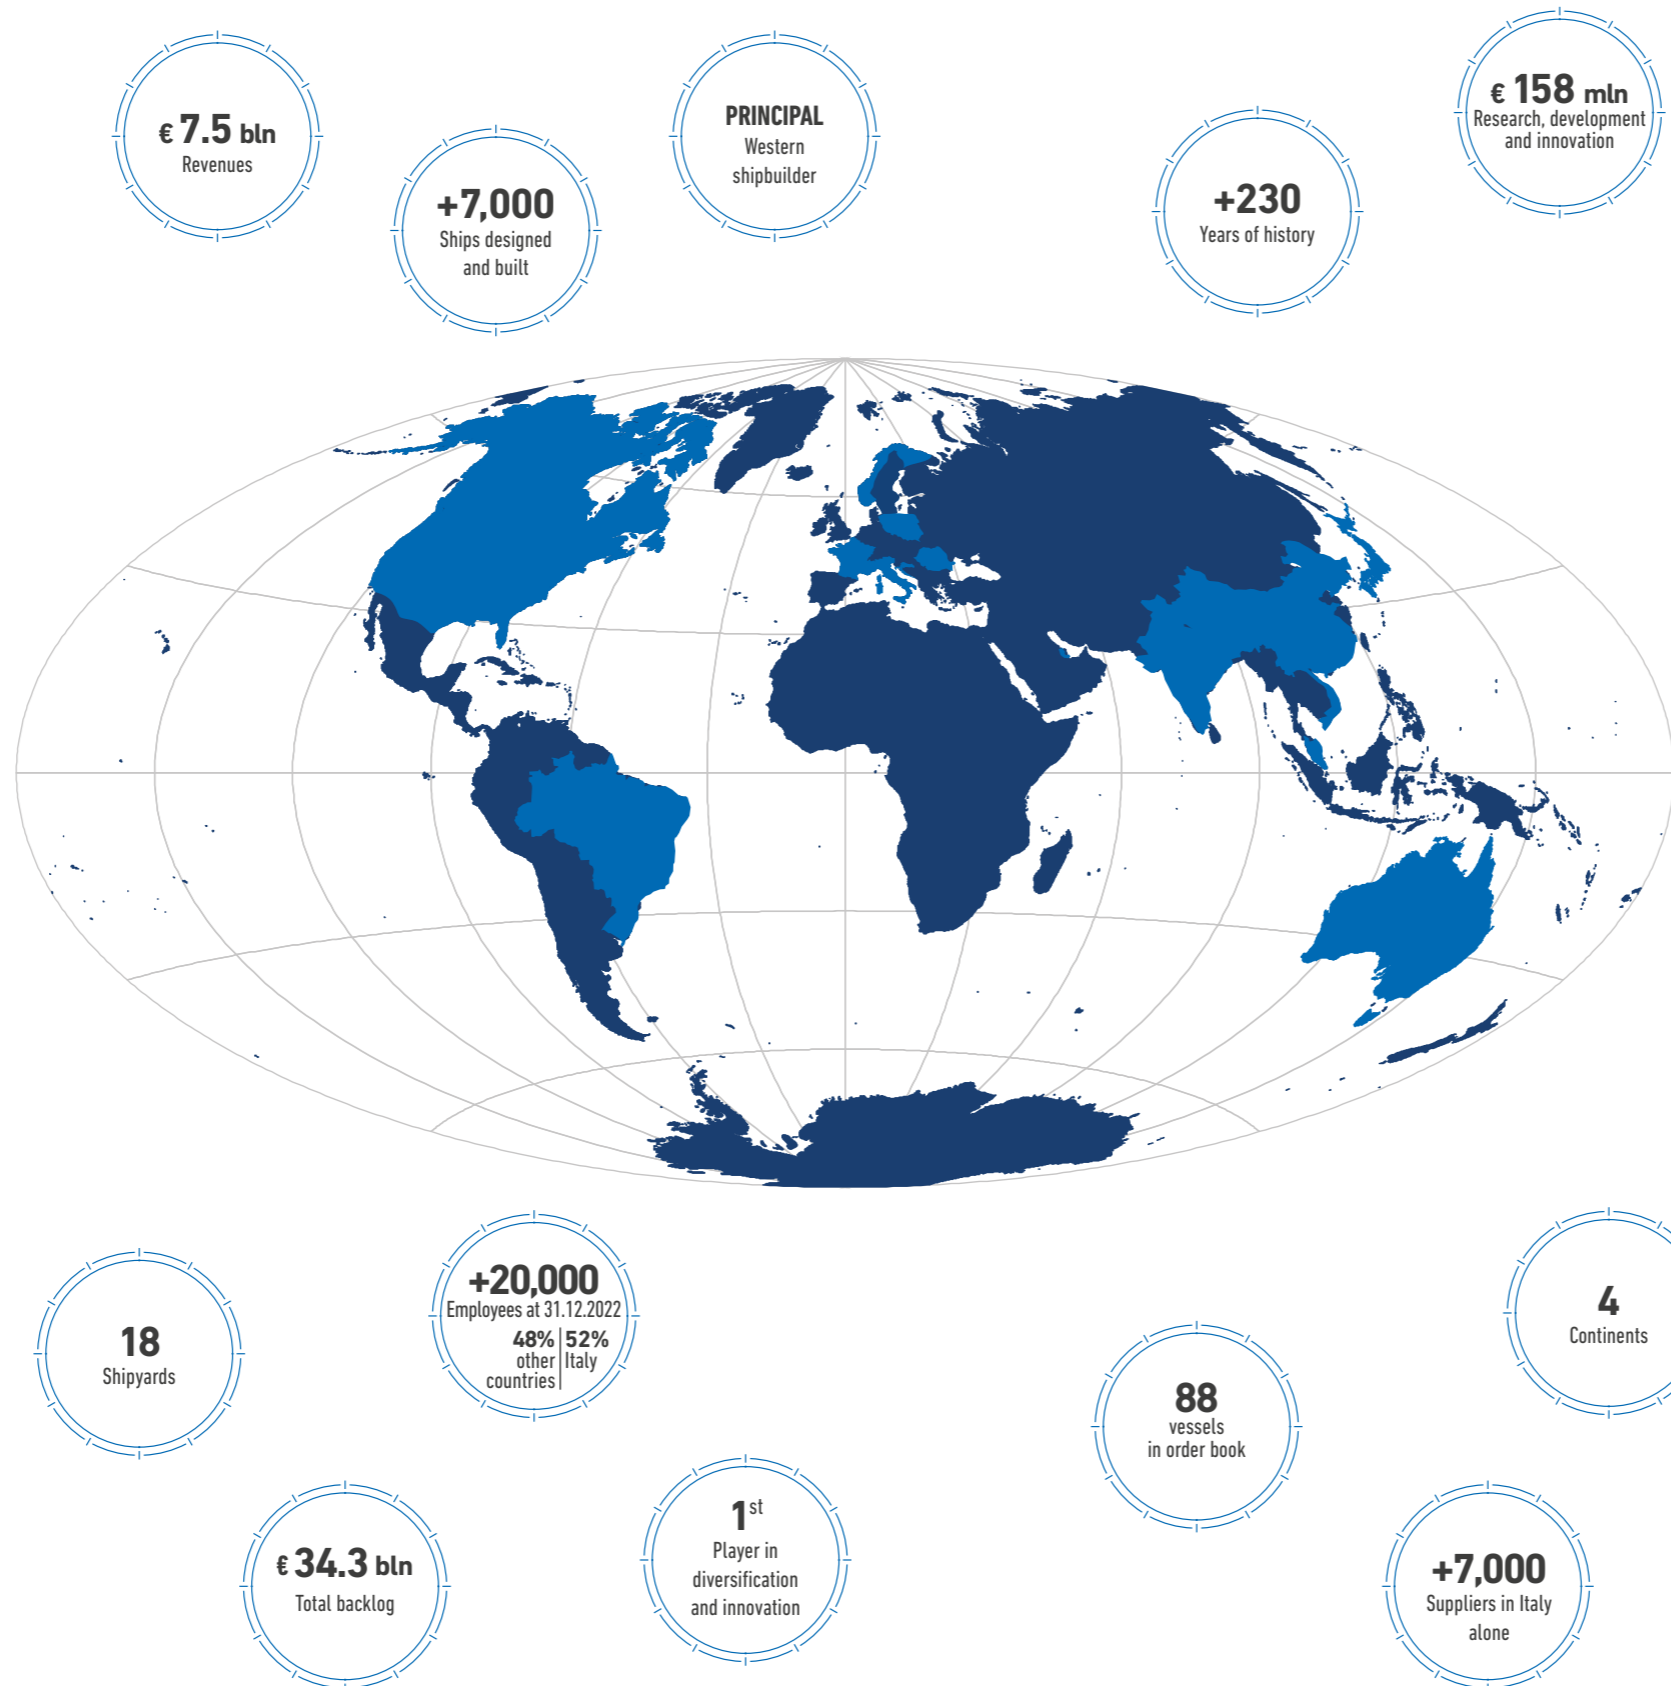 € 7.5 bln
Revenues
+7,000
Ships designed
and built
PRINCIPAL
Western
shipbuilder
+230
Years of history
€ 158 mln
Research, development
and innovation
18
Shipyards
+20,000
Employees at 31.12.2022
48% 52%
other Italy
countries
88
vessels
in order book
4
Continents
€ 34.3 bln
Total backlog
1st
Player in
diversification
and innovation
+7,000
Suppliers in Italy
alone